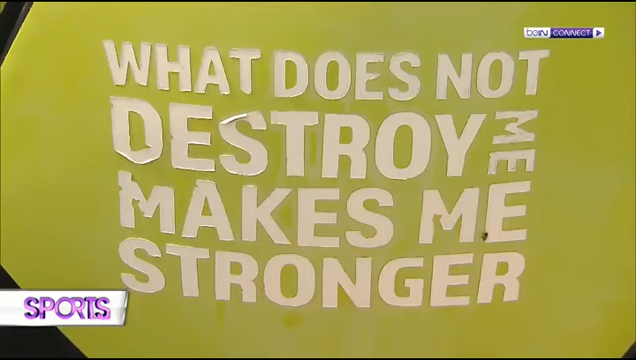 beIN CONNECT
WHAT DOES NOT
DESTROY ME
MAKES ME
STRONGER
SPORTS